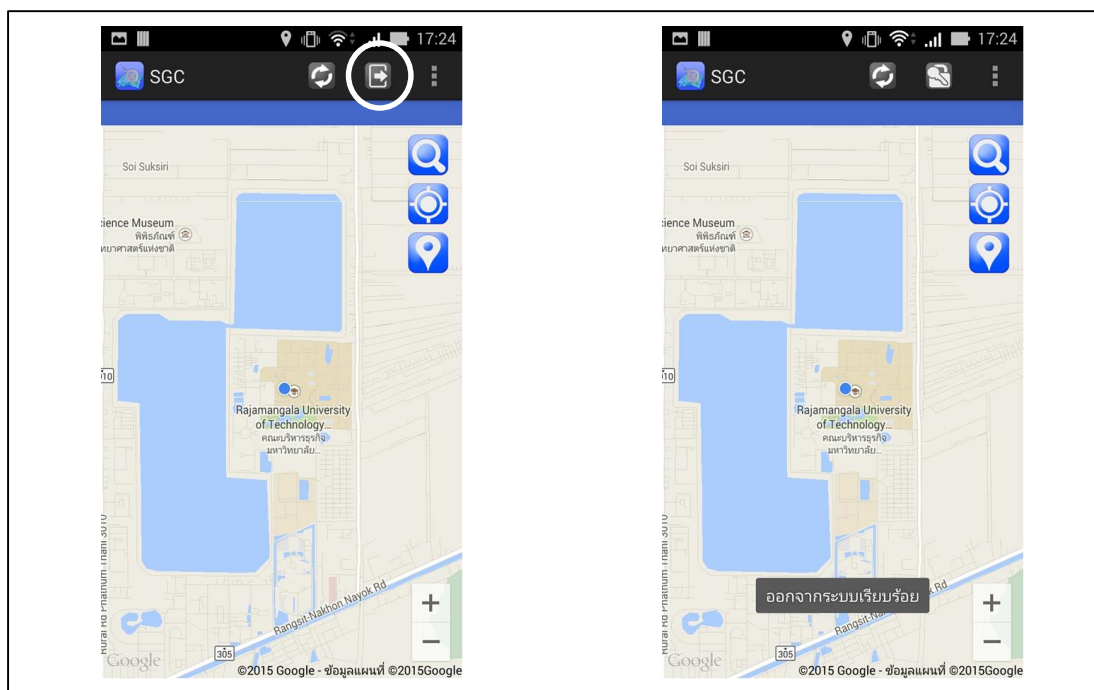 17:24
SGC
Soi Suksiri
cience Museum
พิพิธภัณฑ์
ทยาศาสตร์แห่งชาติ
Rajamangala University
of Technology...
คณะบริหารธุรกิจ
มหาวิทยาลัย...
Rangsit-Nakhon Nayok Rd
305
Google
©2015 Google - ข้อมูลแผนที่ ©2015Google
17:24
SGC
Soi Suksiri
ience Museum
พิพิธภัณฑ์
ทยาศาสตร์แห่งชาติ
Rajamangala University
of Technology...
คณะบริหารธุรกิจ
มหาวิทยาลัย...
ออกจากระบบเรียบร้อย
305
Google
©2015 Google - ข้อมูลแผนที่ ©2015Google